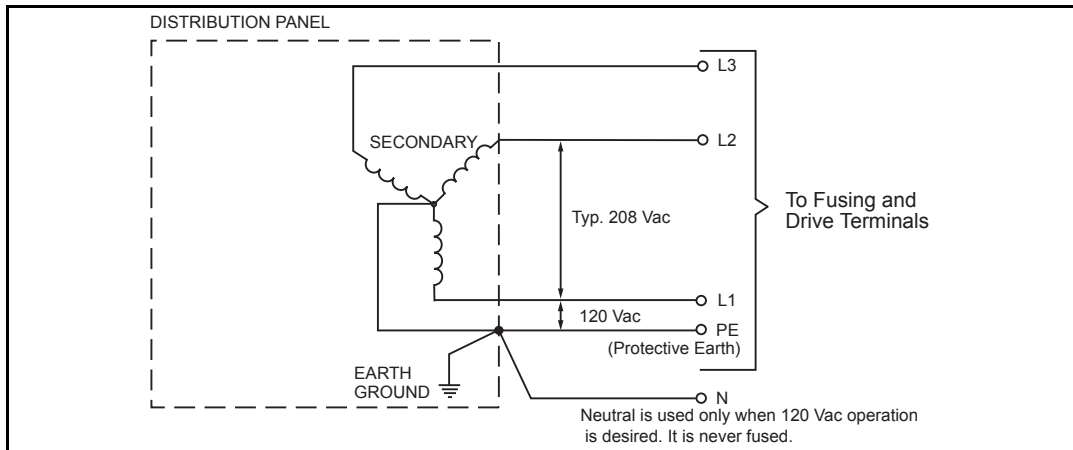 DISTRIBUTION PANEL
L3
SECONDARY
L2
Typ. 208 Vac
To Fusing and
Drive Terminals
L1
120 Vac
PE
(Protective Earth)
EARTH
GROUND
N
Neutral is used only when 120 Vac operation
is desired. It is never fused.